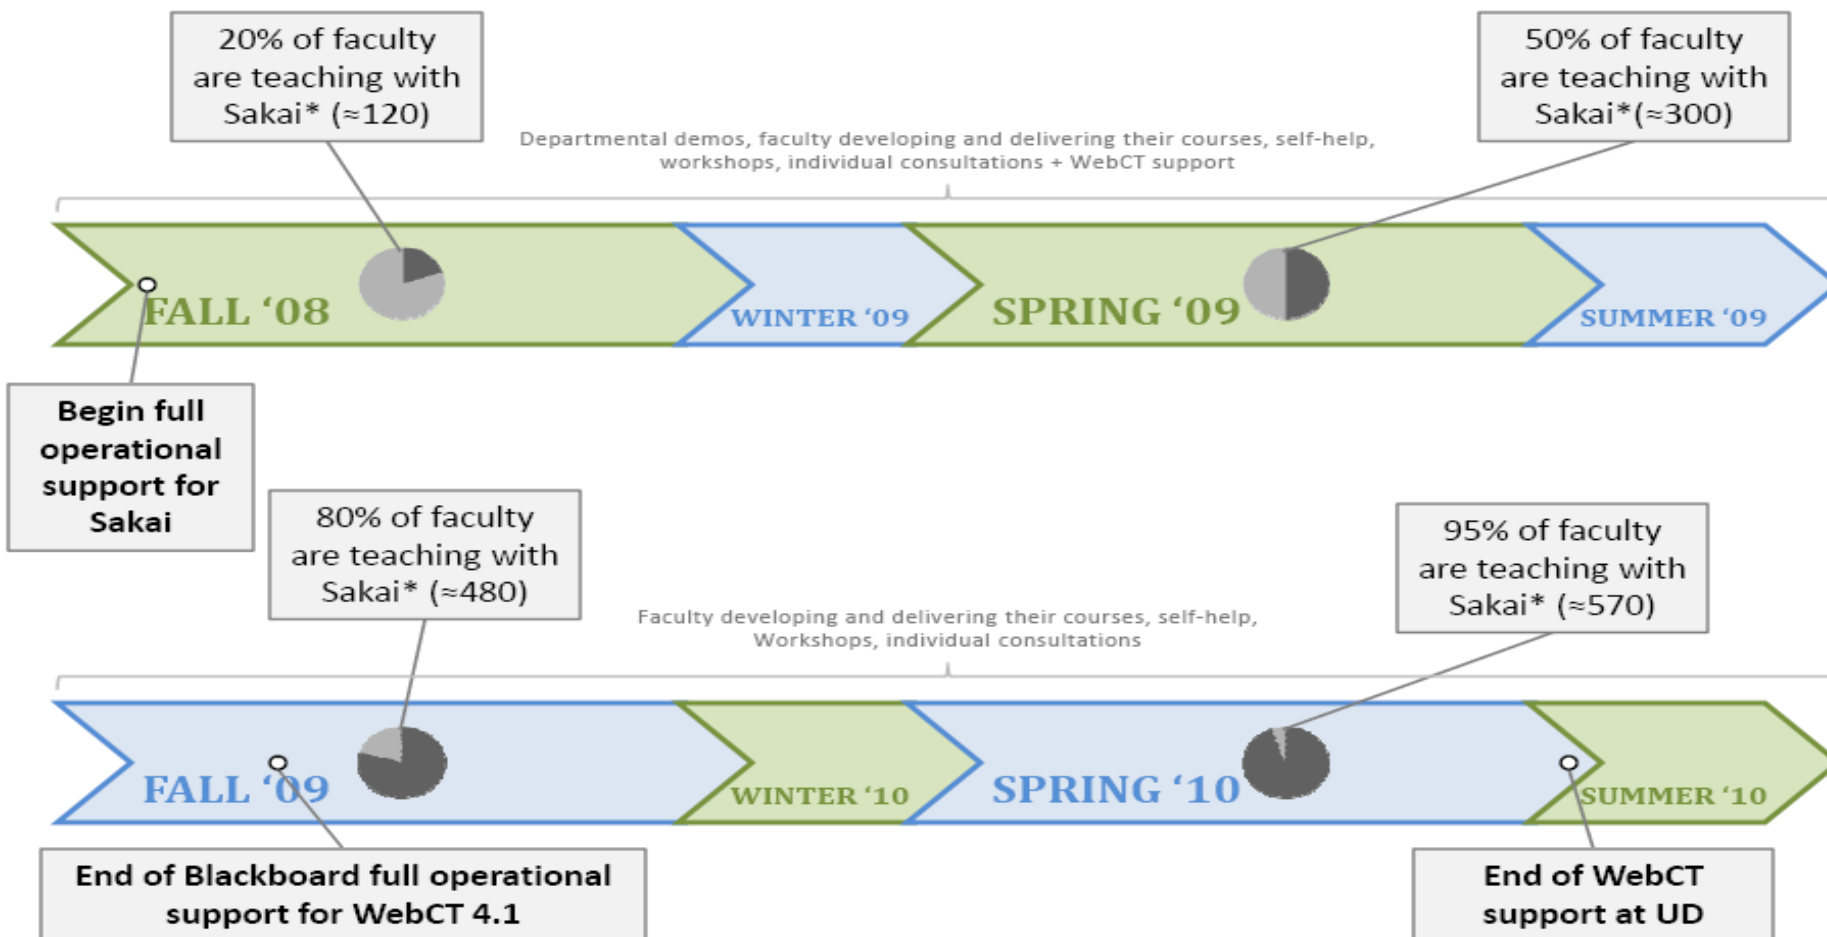 20% of faculty
are teaching with
Sakai* (≈120)
50% of faculty
are teaching with
Sakai*(≈300)
Departmental demos, faculty developing and delivering their courses, self-help,
workshops, individual consultations + WebCT support
FALL ‘08
WINTER ‘09
SPRING ‘09
SUMMER ‘09
Begin full
operational
support for
Sakai
80% of faculty
are teaching with
Sakai* (≈480)
95% of faculty
are teaching with
Sakai* (≈570)
Faculty developing and delivering their courses, self-help,
Workshops, individual consultations
FALL ‘09
WINTER ‘10
SPRING ‘10
SUMMER ‘10
End of Blackboard full operational
support for WebCT 4.1
End of WebCT
support at UD